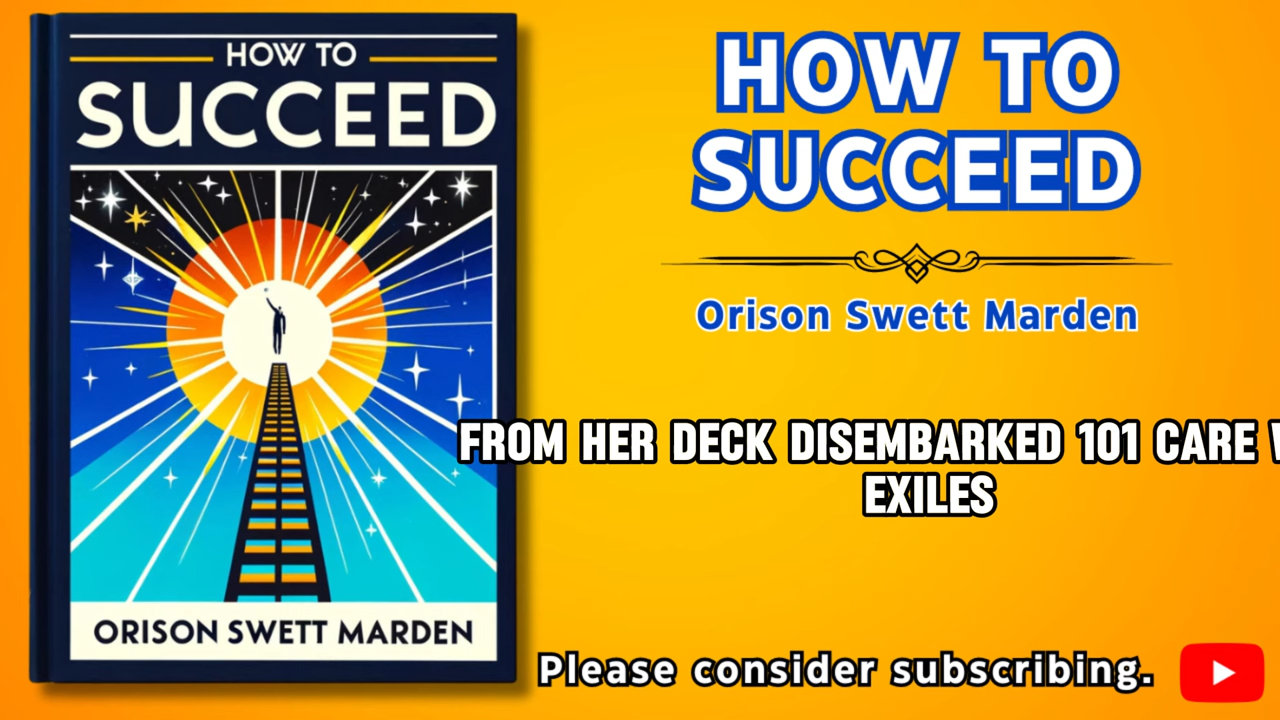 HOW TO
SUCCEED
ORISON SWETT MARDEN
HOW TO
SUCCEED
Orison Swett Marden
FROM HER DECK DISEMBARKED 101 CARE
EXILES
Please consider subscribing.